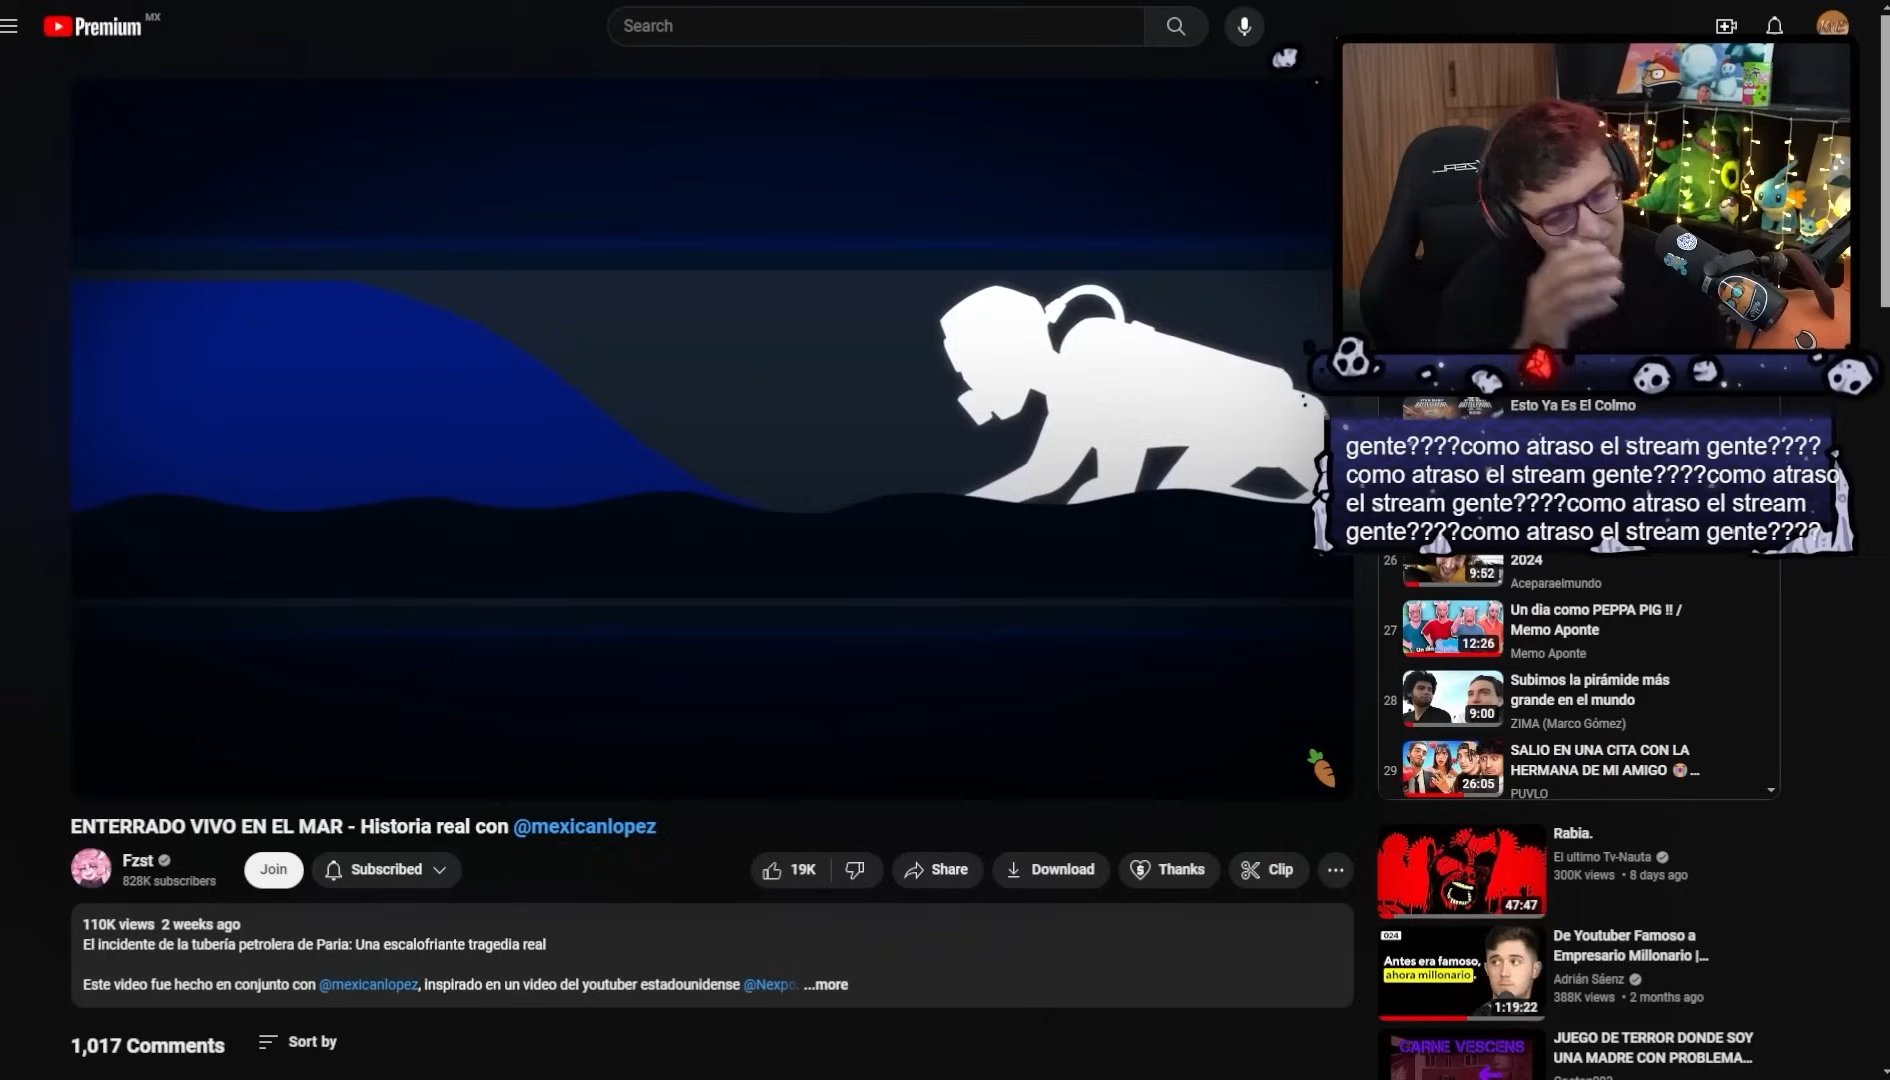 Premium MX
Search
Esto Ya Es El Colmo
gente????como atraso el stream gente????
como atraso el stream gente????como atraso
el stream gente????como atraso el stream
gente????como atraso el stream gente????
26
9:52
2024
Aceparaelmundo
27
12:26
Un dia como PEPPA PIG !! /
Memo Aponte
Memo Aponte
28
9:00
Subimos la pirámide más
grande en el mundo
ZIMA (Marco Gómez)
29
26:05
SALIO EN UNA CITA CON LA
HERMANA DE MI AMIGO 😭...
PUVLO
ENTERRADO VIVO EN EL MAR - Historia real con @mexicanlopez
Fzst
828K subscribers
Join
Subscribed
19K
Share
Download
Thanks
Clip
110K views 2 weeks ago
El incidente de la tubería petrolera de Paria: Una escalofriante tragedia real
Este video fue hecho en conjunto con @mexicanlopez, inspirado en un video del youtuber estadounidense @Nexpo. ...more
1,017 Comments
Sort by
47:47
Rabia.
El ultimo Tv-Nauta
300K views • 8 days ago
024
Antes era famoso,
ahora millonario.
1:19:22
De Youtuber Famoso a
Empresario Millonario |...
Adrián Sáenz
388K views • 2 months ago
CARNE VESCENS
JUEGO DE TERROR DONDE SOY
UNA MADRE CON PROBLEMA...